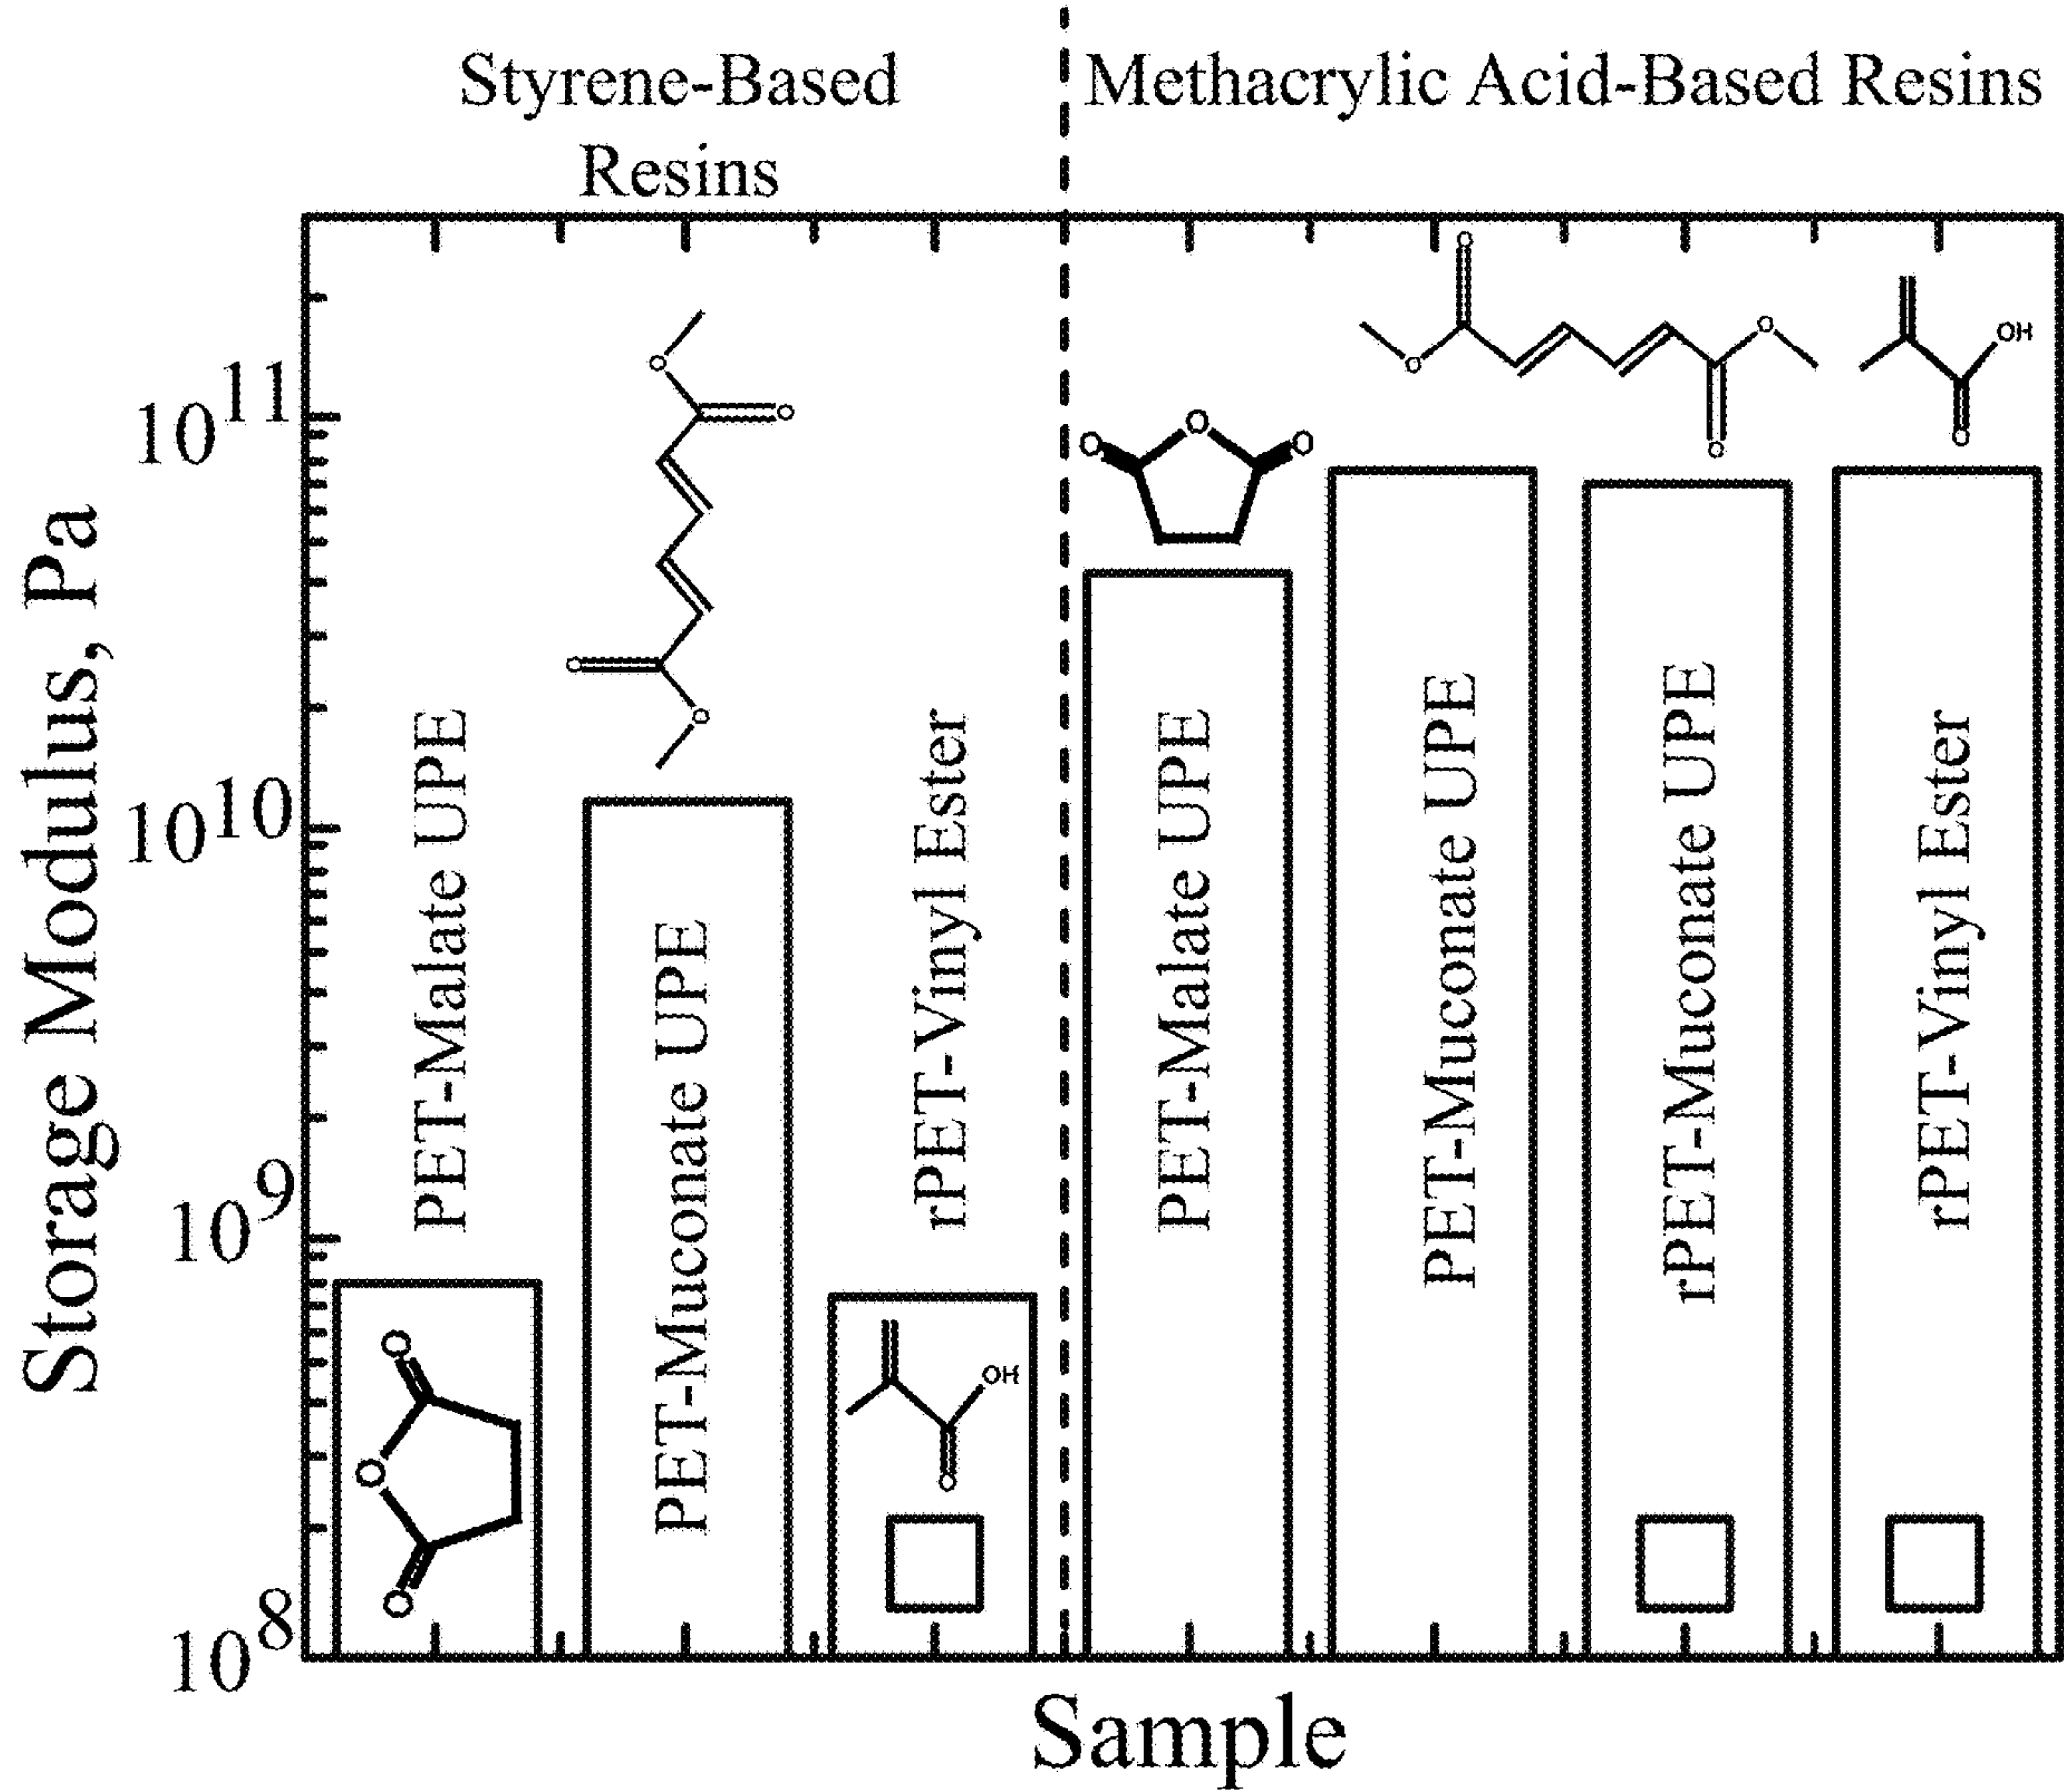 Styrene-Based
Resins
Methacrylic Acid-Based Resins
Storage Modulus, Pa
10^11
10^10
10^9
10^8
PET-Malate UPE
PET-Muconate UPE
rPET-Vinyl Ester
PET-Malate UPE
PET-Muconate UPE
rPET-Muconate UPE
rPET-Vinyl Ester
O
O
O
O
O
O
O
OH
O
O
O
O
O
O
O
O
OH
O
Sample